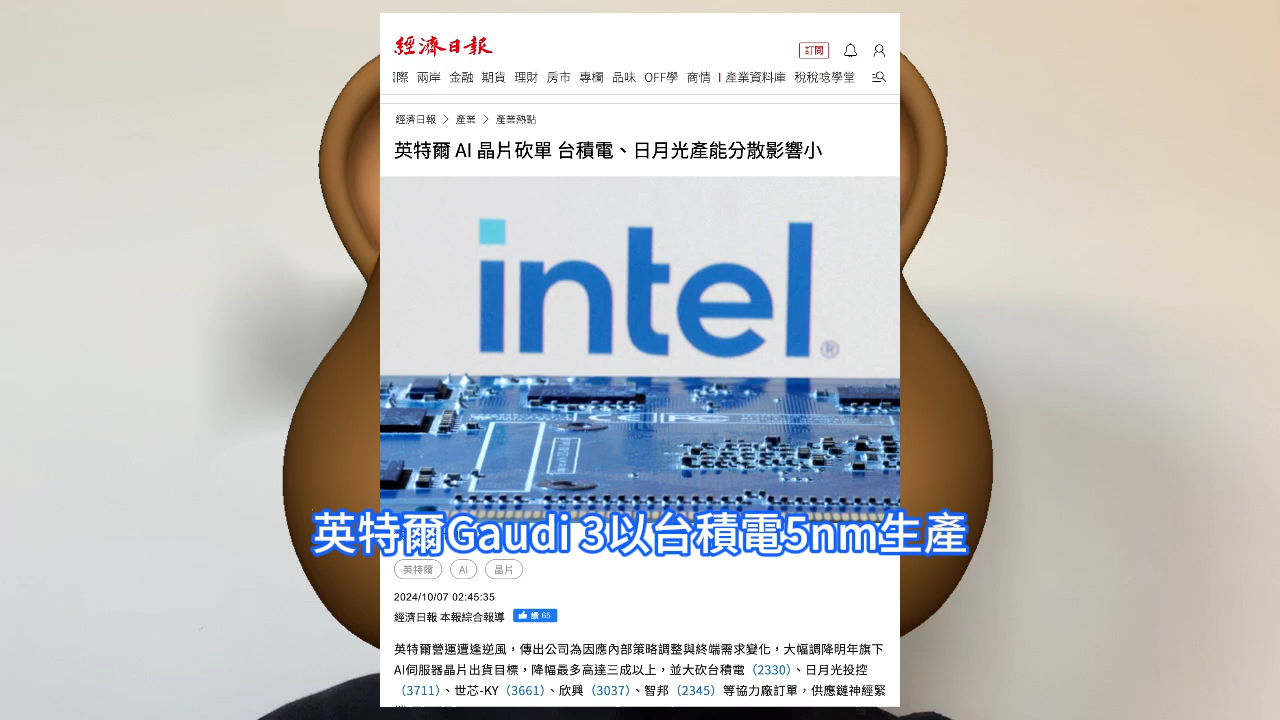 經濟日報
訂閱
際 兩岸 金融 期貨 理財 房市 專欄 品味 OFF學 商情 產業資料庫 稅稅唸學堂
經濟日報 > 產業 > 產業熱點
英特爾 AI 晶片砍單 台積電、日月光產能分散影響小
intel
®
CE FC
英特爾Gaudi 3以台積電5nm生產
英特爾 AI 晶片
2024/10/07 02:45:35
經濟日報 本報綜合報導 讚 65
英特爾營運遭逢逆風，傳出公司為因應內部策略調整與終端需求變化，大幅調降明年旗下
AI伺服器晶片出貨目標，降幅最多高達三成以上，並大砍台積電（2330）、日月光投控
（3711）、世芯-KY（3661）、欣興（3037）、智邦（2345）等協力廠訂單，供應鏈神經緊